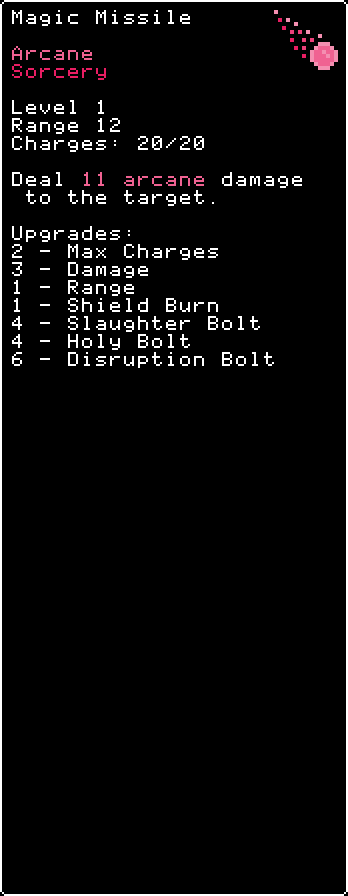 Magic Missile
Arcane
Sorcery
Level 1
Range 12
Charges: 20/20
Deal 11 arcane damage
to the target.
Upgrades:
2 - Max Charges
3 - Damage
1 - Range
1 - Shield Burn
4 - Slaughter Bolt
4 - Holy Bolt
6 - Disruption Bolt